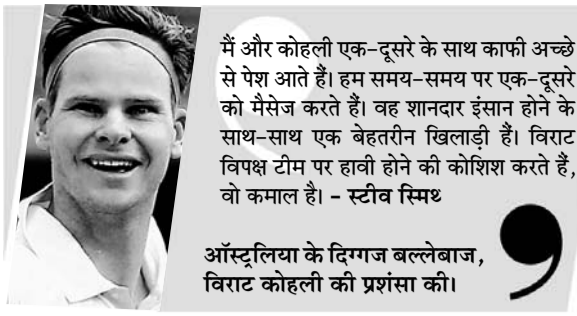 मैं और कोहली एक-दूसरे के साथ काफी अच्छे
से पेश आते हैं। हम समय-समय पर एक-दूसरे
को मैसेज करते हैं। वह शानदार इंसान होने के
साथ-साथ एक बेहतरीन खिलाड़ी हैं। विराट
विपक्ष टीम पर हावी होने की कोशिश करते हैं,
वो कमाल है। - स्टीव स्मिथ
ऑस्ट्रलिया के दिग्गज बल्लेबाज,
विराट कोहली की प्रशंसा की।